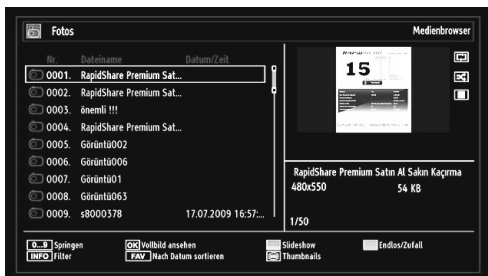 Fotos
Medienbrowser
Nr. Dateiname Datum/Zeit
0001. RapidShare Premium Sat...
0002. RapidShare Premium Sat...
0003. önemli !!!
0004. RapidShare Premium Sat...
0005. Görüntü002
0006. Görüntü006
0007. Görüntü01
0008. Görüntü063
0009. s8000378 17.07.2009 16:57:...
15
RapidShare Premium Satın Al Sakın Kaçırma
480x550 54 KB
1/50
0...9 Springen OK Vollbild ansehen Slideshow Endlos/Zufall
INFO Filter FAV Nach Datum sortieren Thumbnails